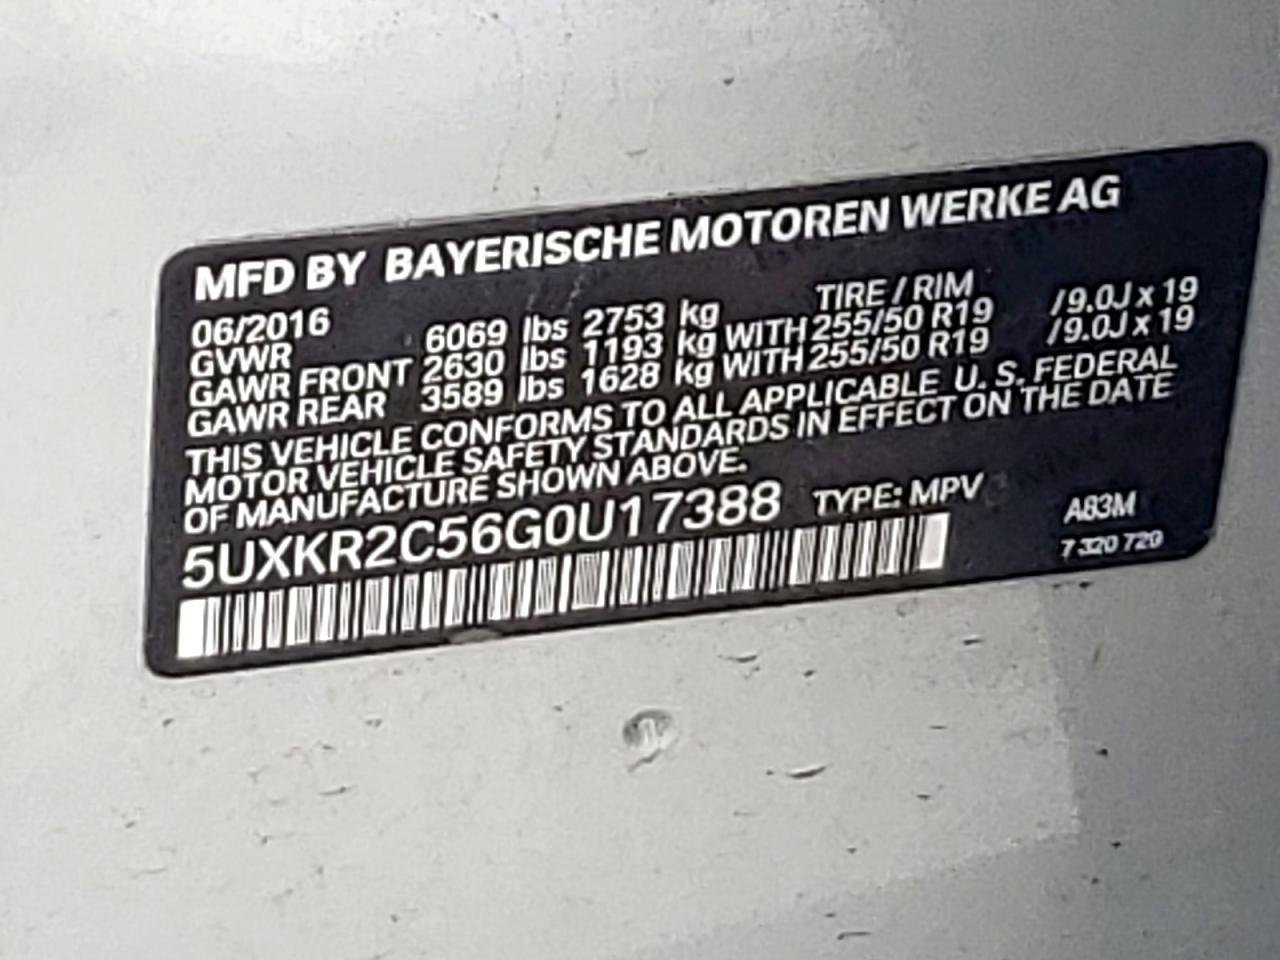 MFD BY BAYERISCHE MOTOREN WERKE AG
06/2016 TIRE / RIM
GVWR 6069 lbs 2753 kg
GAWR FRONT 2630 lbs 1193 kg WITH 255/50 R19 /9.0J x 19
GAWR REAR 3589 lbs 1628 kg WITH 255/50 R19 /9.0J x 19
THIS VEHICLE CONFORMS TO ALL APPLICABLE U. S. FEDERAL
MOTOR VEHICLE SAFETY STANDARDS IN EFFECT ON THE DATE
OF MANUFACTURE SHOWN ABOVE.
5UXKR2C56G0U17388 TYPE: MPV
A83M
7 320 720